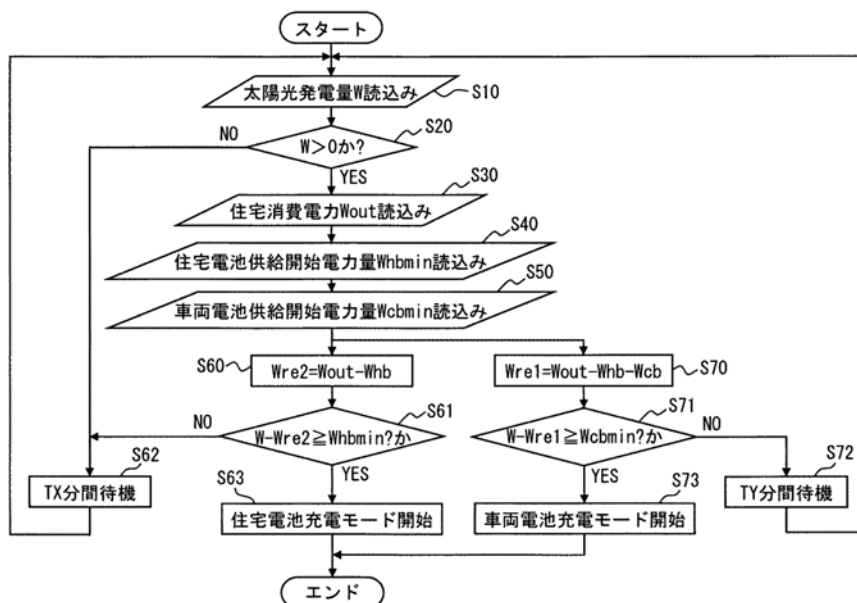 スタート
太陽光発電量W読込み
S10
S20
NO
W＞0か?
YES
S30
住宅消費電力Wout読込み
S40
住宅電池供給開始電力量Whbmin読込み
S50
車両電池供給開始電力量Wcbmin読込み
S60
Wre2=Wout-Whb
Wre1=Wout-Whb-Wcb
S70
S61
NO
W-Wre2≧Whbmin?か
YES
S71
W-Wre1≧Wcbmin?か
NO
YES
S62
TX分間待機
S63
住宅電池充電モード開始
S73
車両電池充電モード開始
S72
TY分間待機
エンド